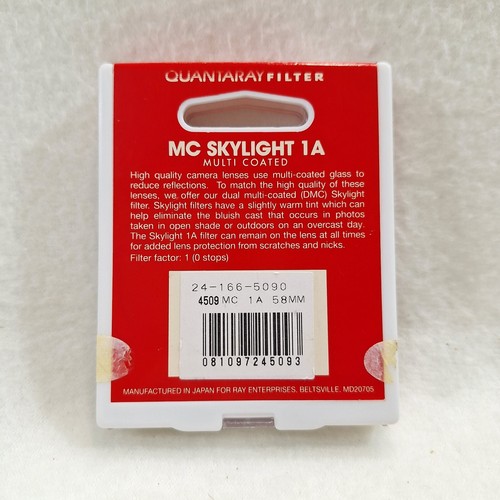 QUANTARAY FILTER
MC SKYLIGHT 1A
MULTI COATED
High quality camera lenses use multi-coated glass to
reduce reflections. To match the high quality of these
lenses, we offer our dual multi-coated (DMC) Skylight
filter. Skylight filters have a slightly warm tint which can
help eliminate the bluish cast that occurs in photos
taken in open shade or outdoors on an overcast day.
The Skylight 1A filter can remain on the lens at all times
for added lens protection from scratches and nicks.
Filter factor: 1 (0 stops)
24-166-5090
4509 MC 1A 58MM
081097245093
MANUFACTURED IN JAPAN FOR RAY ENTERPRISES, BELTSVILLE, MD20705